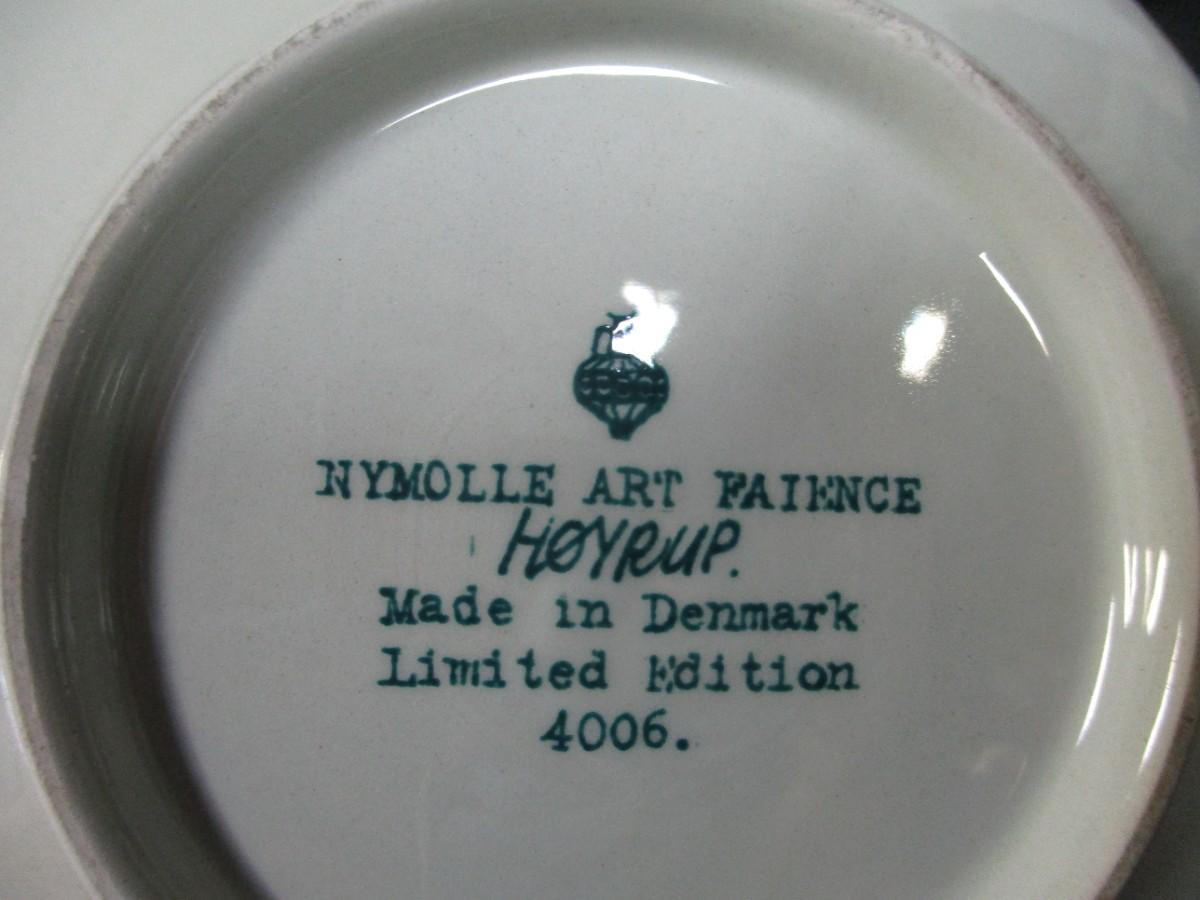 NYMOLLE ART FAIENCE
HØYRUP.
Made in Denmark
Limited Edition
4006.